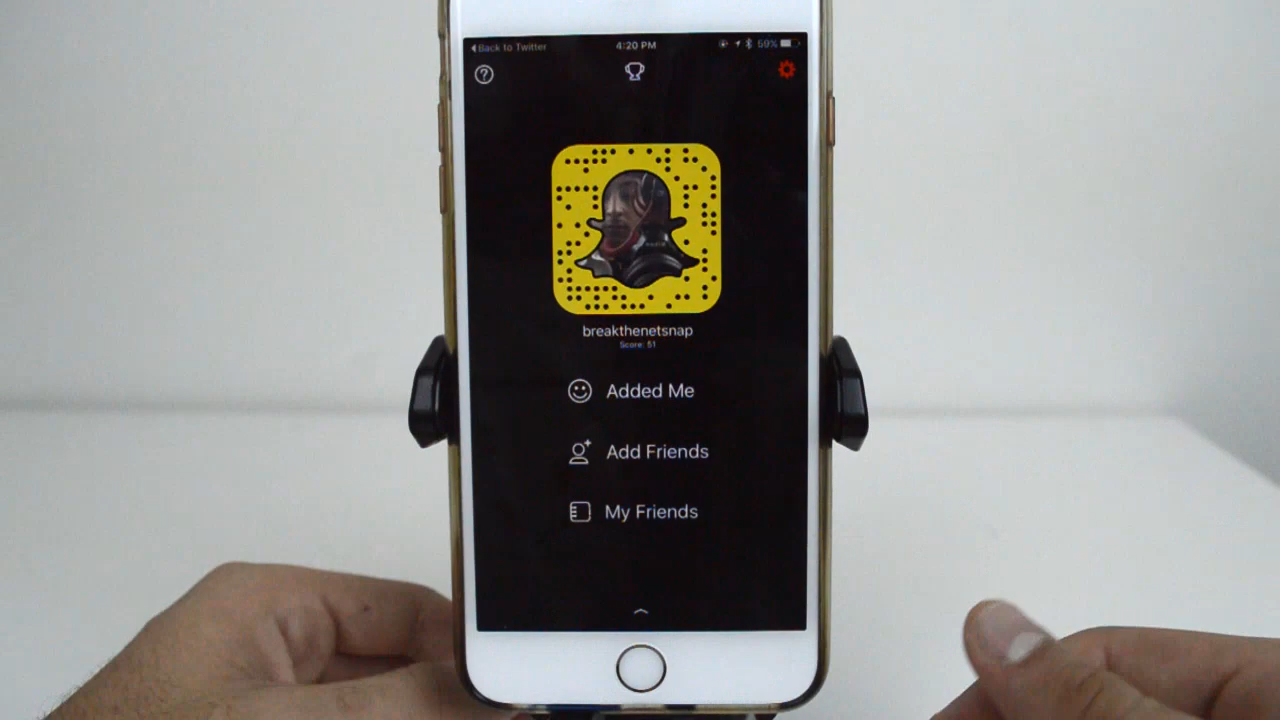 Back to Twitter
4:20 PM
59%
breakthenetsnap
Score: 51
Added Me
Add Friends
My Friends